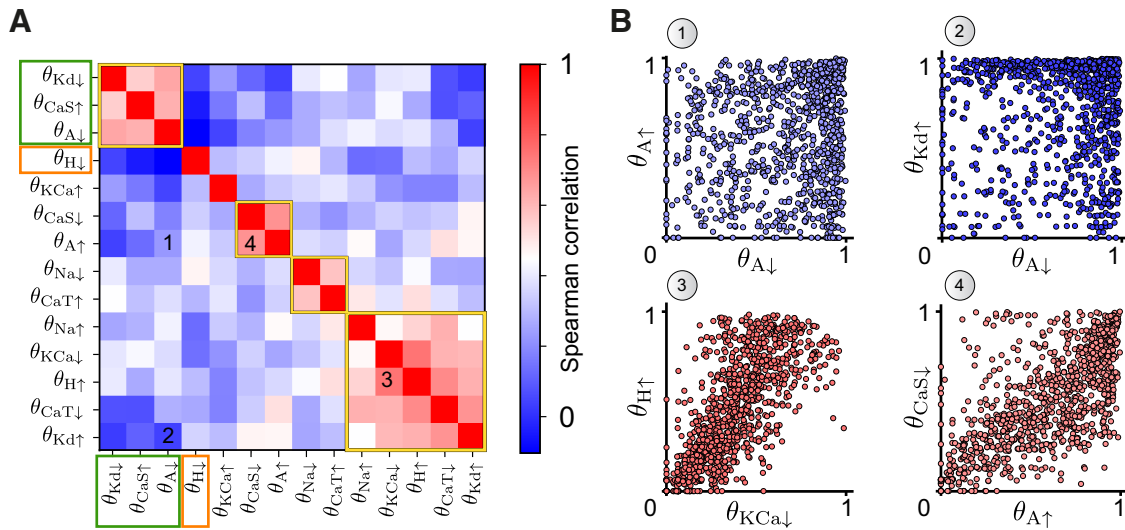 A
θKd↓
θCaS↑
θA↓
θH↓
θKCa↑
θCaS↓
θA↑
θNa↓
θCaT↑
θNa↑
θKCa↓
θH↑
θCaT↓
θKd↑
1
2
4
3
θKd↓ θCaS↑ θA↓ θH↓ θKCa↑ θCaS↓ θA↑ θNa↓ θCaT↑ θNa↑ θKCa↓ θH↑ θCaT↓ θKd↑
1
0
Spearman correlation
B
1
1
θA↑
0
θA↓
1
2
1
θKd↑
0
θA↓
1
3
1
θH↑
0
θKCa↓
1
4
1
θCaS↓
0
θA↑
1